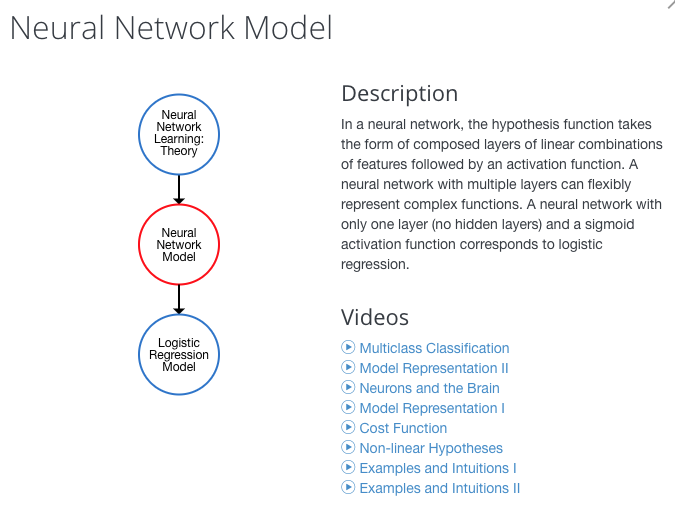 Neural Network Model
Neural
Network
Learning:
Theory
Neural
Network
Model
Logistic
Regression
Model
Description
In a neural network, the hypothesis function takes
the form of composed layers of linear combinations
of features followed by an activation function. A
neural network with multiple layers can flexibly
represent complex functions. A neural network with
only one layer (no hidden layers) and a sigmoid
activation function corresponds to logistic
regression.
Videos
Multiclass Classification
Model Representation II
Neurons and the Brain
Model Representation I
Cost Function
Non-linear Hypotheses
Examples and Intuitions I
Examples and Intuitions II